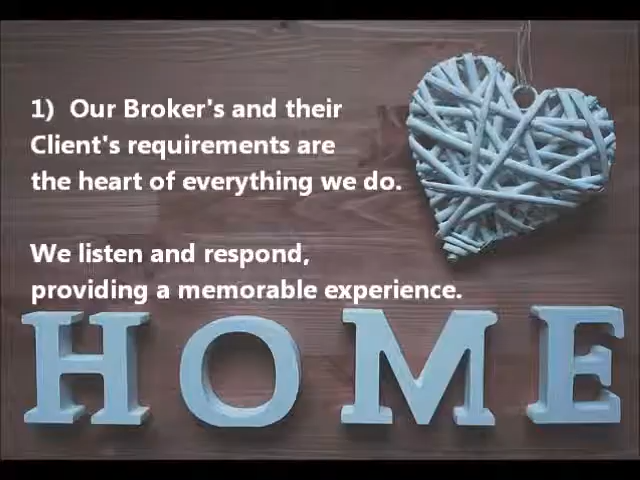 1) Our Broker's and their
Client's requirements are
the heart of everything we do.
We listen and respond,
providing a memorable experience.
HOME